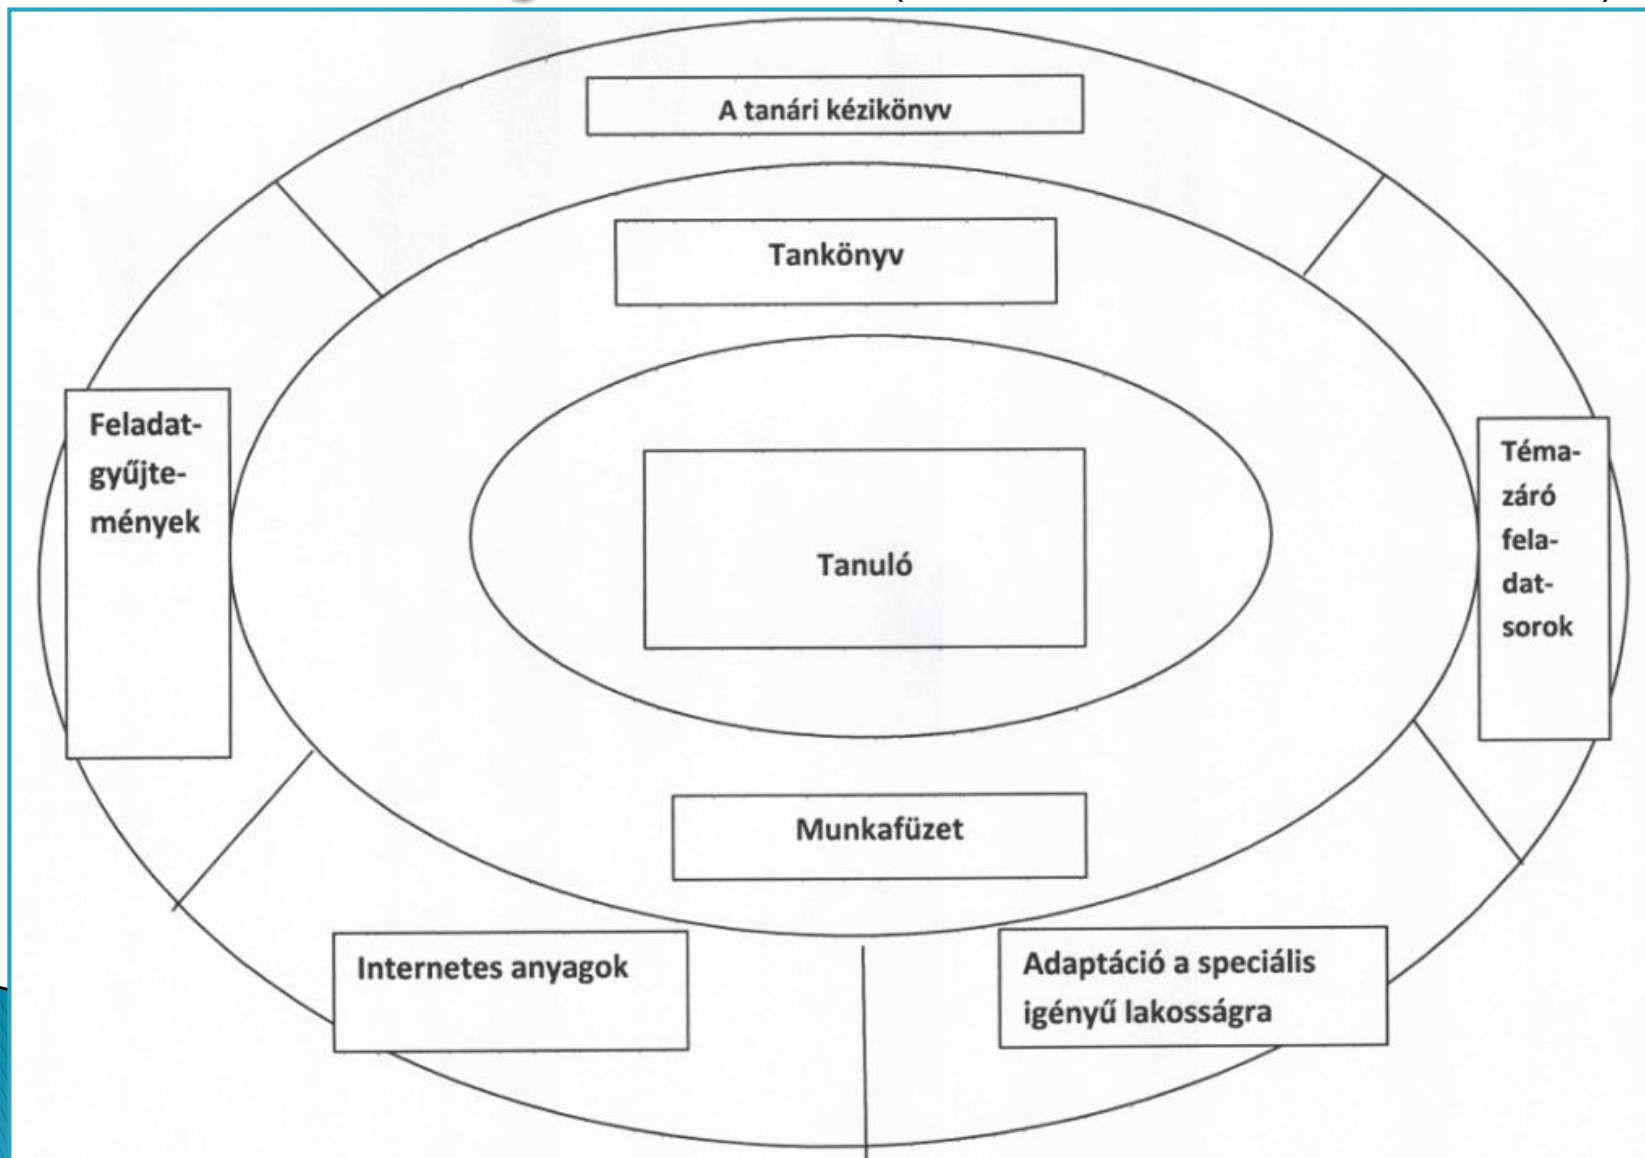 A tanári kézikönyv
Tankönyv
Feladat-
gyűjte-
mények
Tanuló
Téma-
záró
fela-
dat-
sorok
Munkafüzet
Internetes anyagok
Adaptáció a speciális
igényű lakosságra